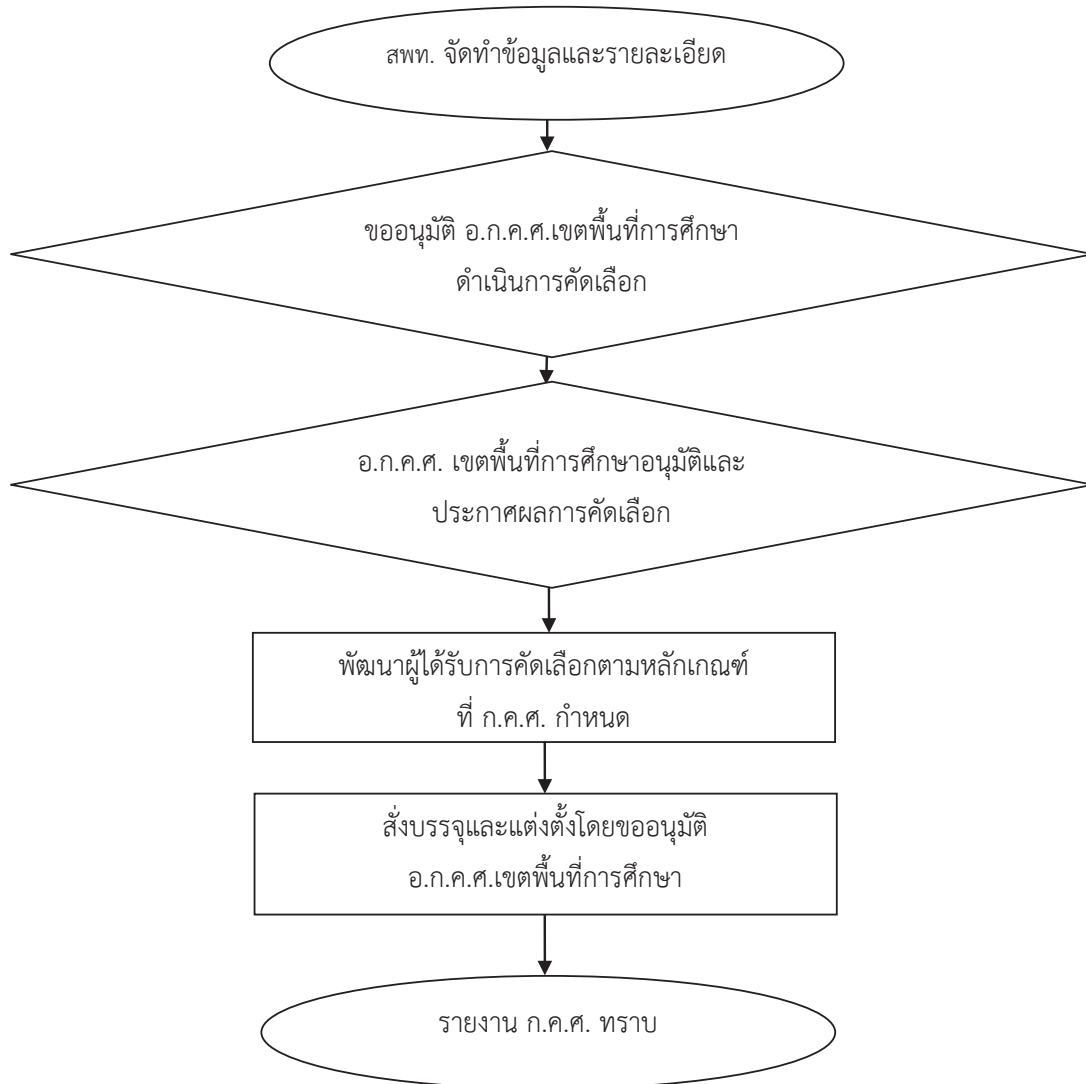 สพท. จัดทำข้อมูลและรายละเอียด
ขออนุมัติ อ.ก.ค.ศ.เขตพื้นที่การศึกษา
ดำเนินการคัดเลือก
อ.ก.ค.ศ. เขตพื้นที่การศึกษาอนุมัติและ
ประกาศผลการคัดเลือก
พัฒนาผู้ได้รับการคัดเลือกตามหลักเกณฑ์
ที่ ก.ค.ศ. กำหนด
สั่งบรรจุและแต่งตั้งโดยขออนุมัติ
อ.ก.ค.ศ.เขตพื้นที่การศึกษา
รายงาน ก.ค.ศ. ทราบ